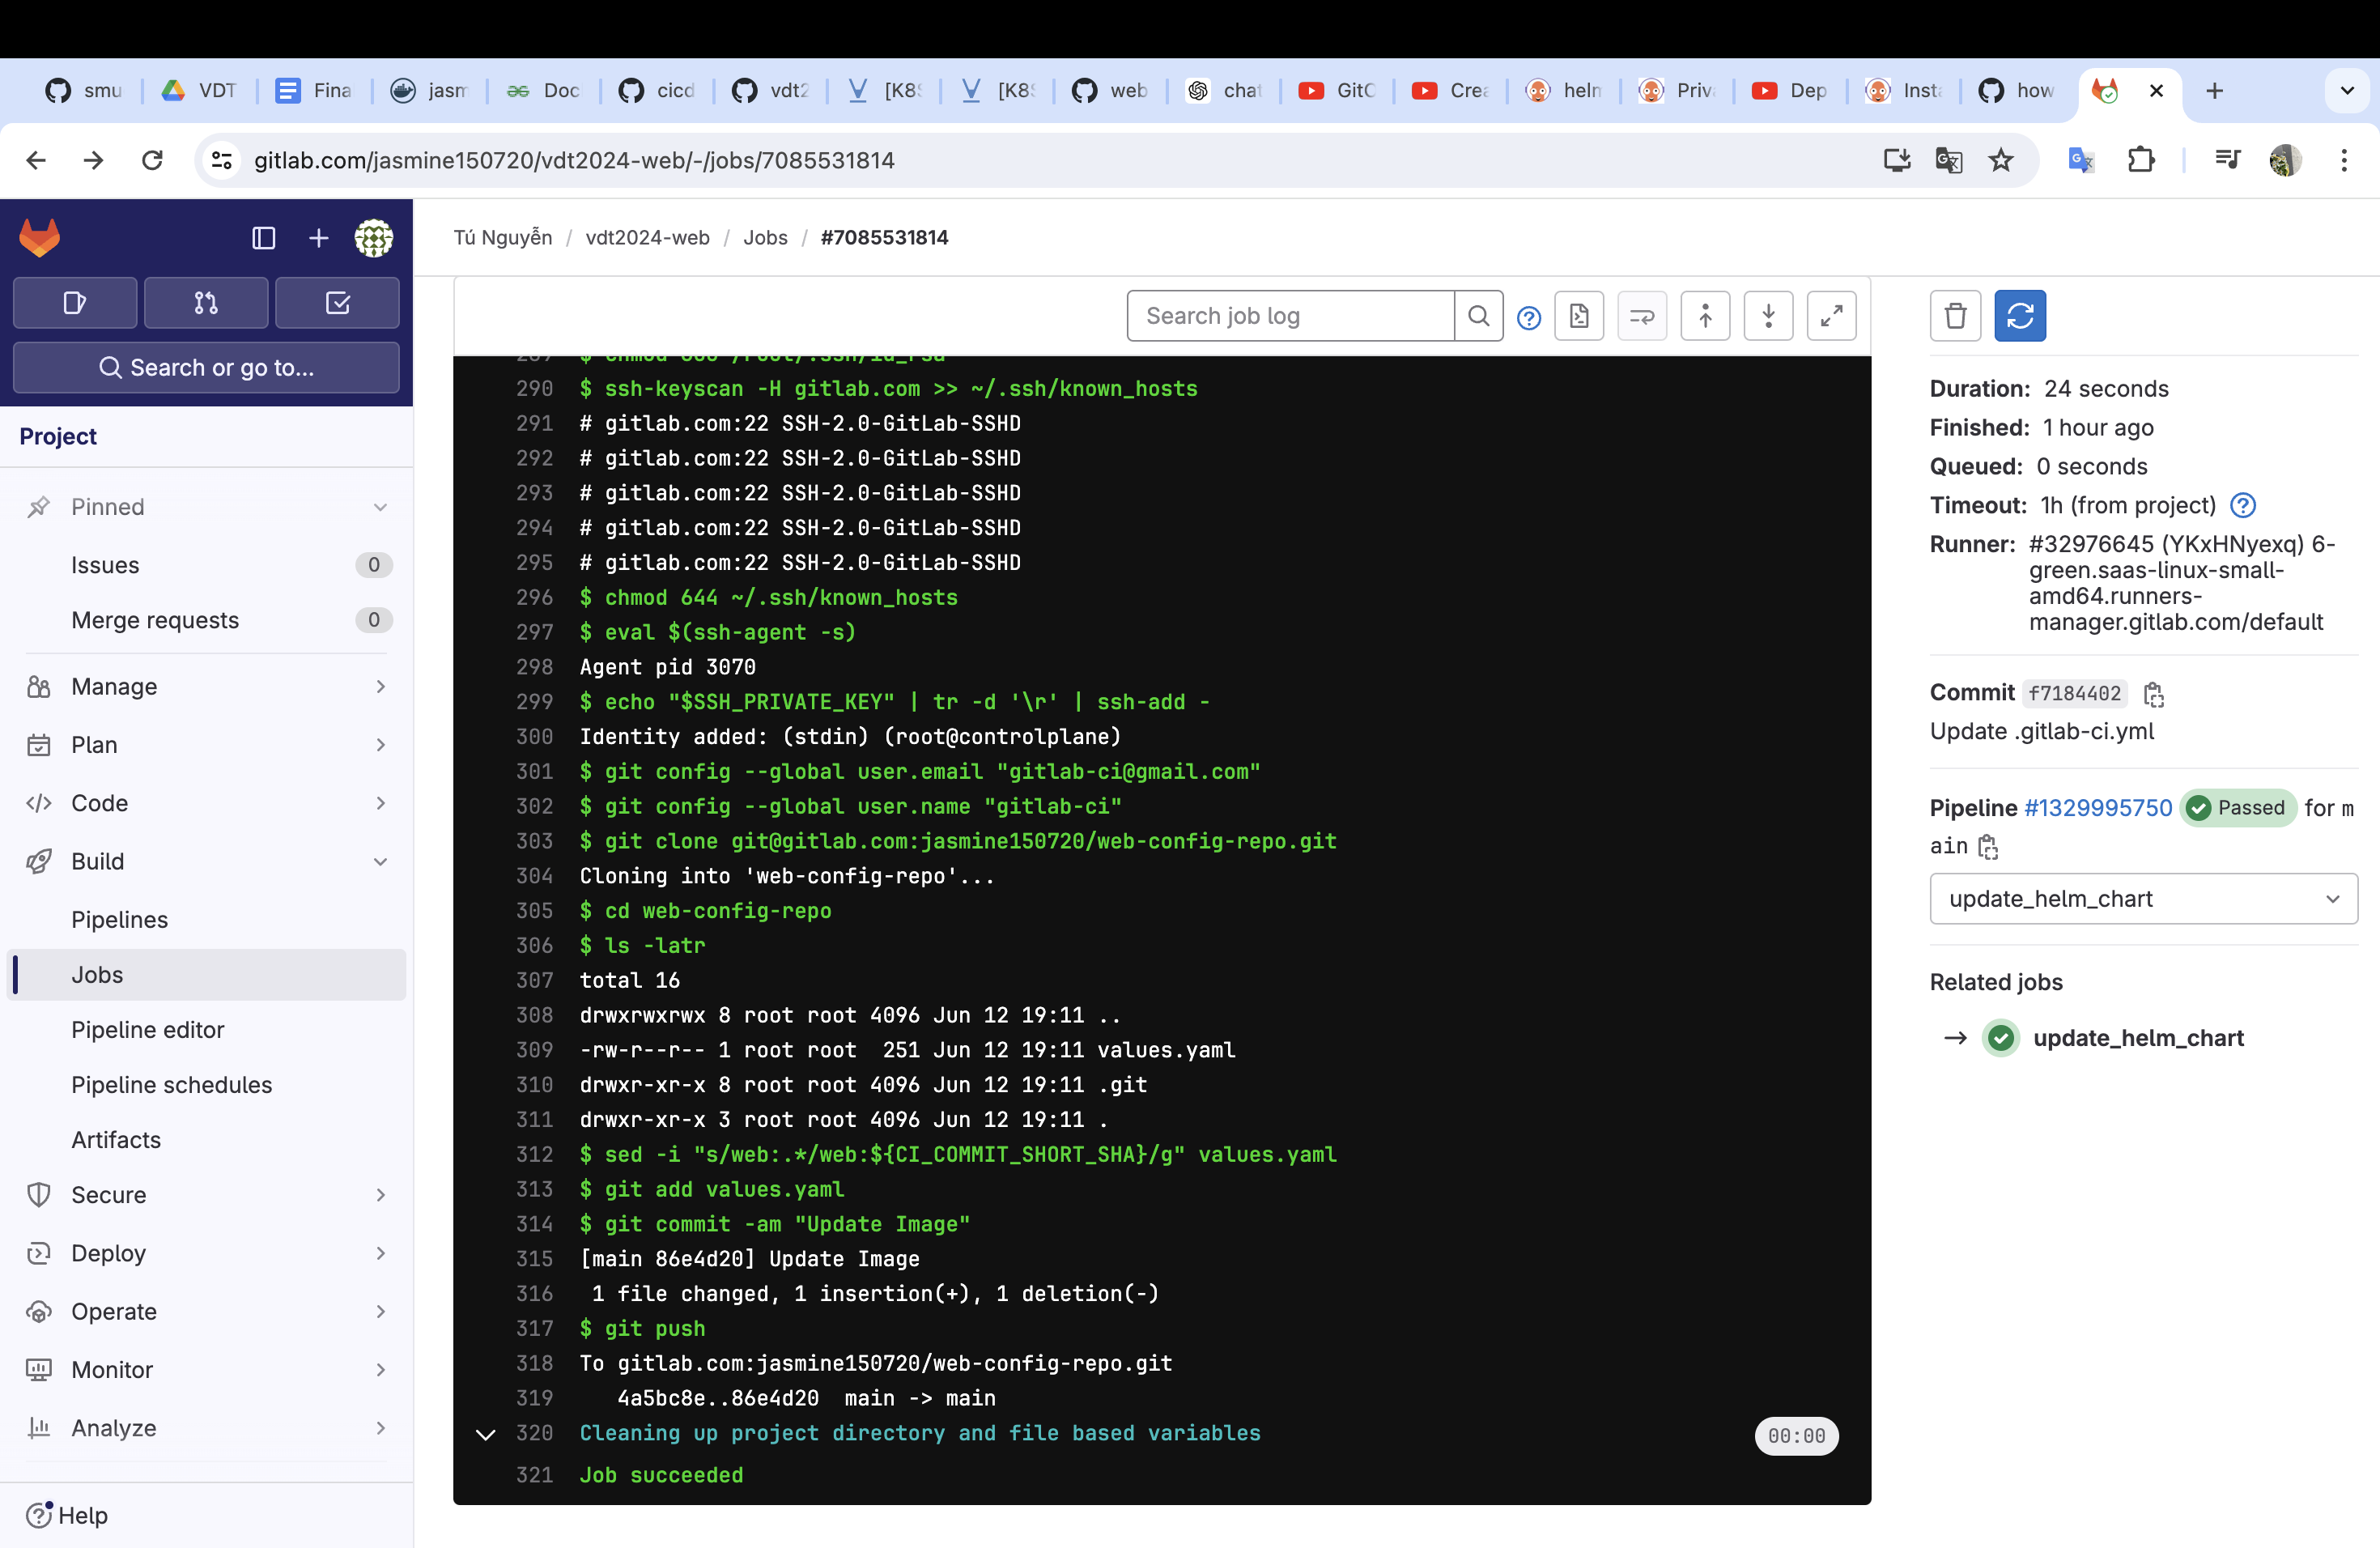 smu
VDT
Fina
jasm
Doc
cicd
vdt2
[K8S
[K8S
web
chat
GitC
Crea
helm
Priva
Dep
Insta
how
gitlab.com/jasmine150720/vdt2024-web/-/jobs/7085531814
Search or go to...
Project
Pinned
Issues 0
Merge requests 0
Manage
Plan
Code
Build
Pipelines
Jobs
Pipeline editor
Pipeline schedules
Artifacts
Secure
Deploy
Operate
Monitor
Analyze
Help
Tú Nguyễn / vdt2024-web / Jobs / #7085531814
Search job log
289 $ chmod 600 /root/.ssh/id_rsa
290 $ ssh-keyscan -H gitlab.com >> ~/.ssh/known_hosts
291 # gitlab.com:22 SSH-2.0-GitLab-SSHD
292 # gitlab.com:22 SSH-2.0-GitLab-SSHD
293 # gitlab.com:22 SSH-2.0-GitLab-SSHD
294 # gitlab.com:22 SSH-2.0-GitLab-SSHD
295 # gitlab.com:22 SSH-2.0-GitLab-SSHD
296 $ chmod 644 ~/.ssh/known_hosts
297 $ eval $(ssh-agent -s)
298 Agent pid 3070
299 $ echo "$SSH_PRIVATE_KEY" | tr -d '\r' | ssh-add -
300 Identity added: (stdin) (root@controlplane)
301 $ git config --global user.email "gitlab-ci@gmail.com"
302 $ git config --global user.name "gitlab-ci"
303 $ git clone git@gitlab.com:jasmine150720/web-config-repo.git
304 Cloning into 'web-config-repo'...
305 $ cd web-config-repo
306 $ ls -latr
307 total 16
308 drwxrwxrwx 8 root root 4096 Jun 12 19:11 ..
309 -rw-r--r-- 1 root root  251 Jun 12 19:11 values.yaml
310 drwxr-xr-x 8 root root 4096 Jun 12 19:11 .git
311 drwxr-xr-x 3 root root 4096 Jun 12 19:11 .
312 $ sed -i "s/web:.*/web:${CI_COMMIT_SHORT_SHA}/g" values.yaml
313 $ git add values.yaml
314 $ git commit -am "Update Image"
315 [main 86e4d20] Update Image
316  1 file changed, 1 insertion(+), 1 deletion(-)
317 $ git push
318 To gitlab.com:jasmine150720/web-config-repo.git
319    4a5bc8e..86e4d20  main -> main
320 Cleaning up project directory and file based variables 00:00
321 Job succeeded
Duration: 24 seconds
Finished: 1 hour ago
Queued: 0 seconds
Timeout: 1h (from project)
Runner: #32976645 (YKxHNyexq) 6-
green.saas-linux-small-
amd64.runners-
manager.gitlab.com/default
Commit f7184402
Update .gitlab-ci.yml
Pipeline #1329995750 Passed for m
ain
update_helm_chart
Related jobs
update_helm_chart